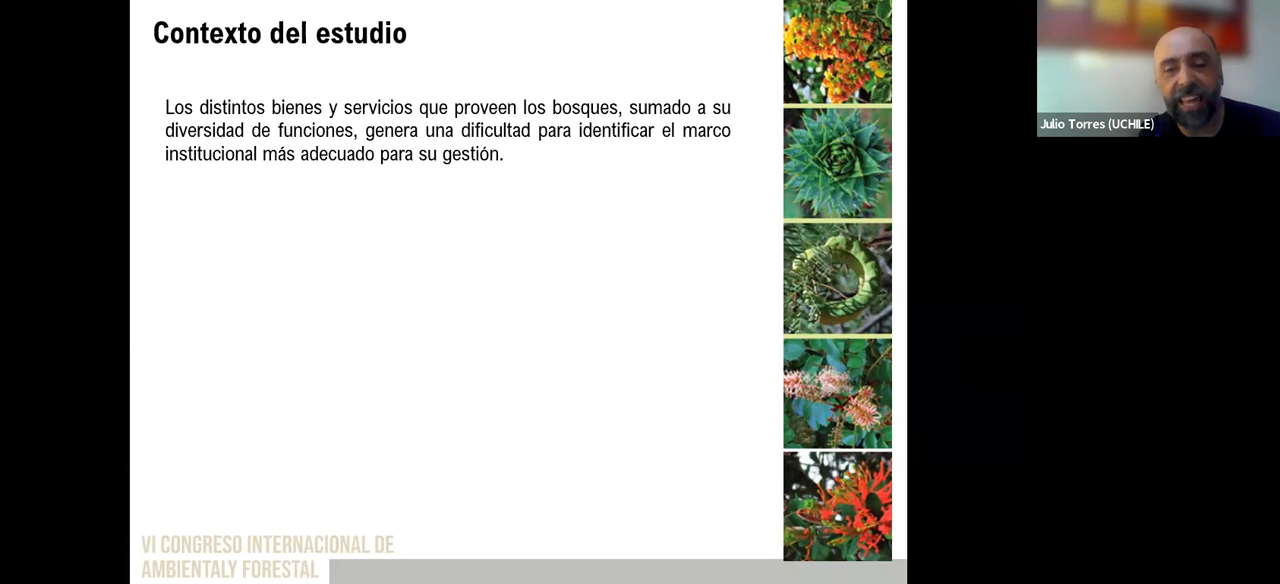 Contexto del estudio
Los distintos bienes y servicios que proveen los bosques, sumado a su
diversidad de funciones, genera una dificultad para identificar el marco
institucional más adecuado para su gestión.
Julio Torres (UCHILE)
VI CONGRESO INTERNACIONAL DE
AMBIENTALY FORESTAL